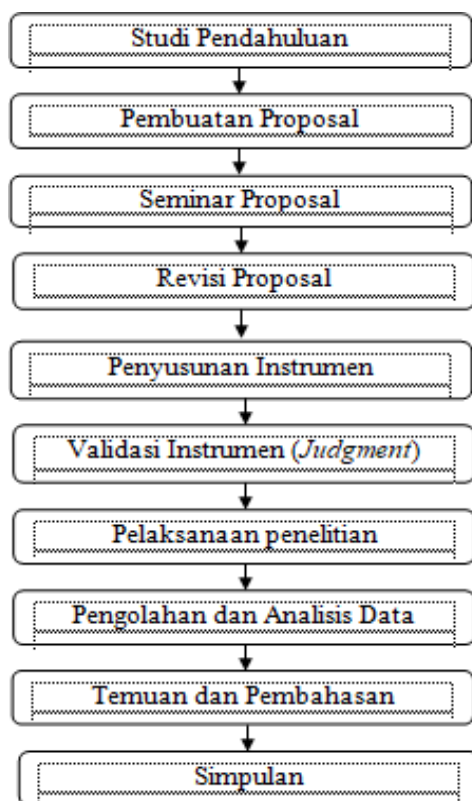 Studi Pendahuluan
Pembuatan Proposal
Seminar Proposal
Revisi Proposal
Penyusunan Instrumen
Validasi Instrumen (Judgment)
Pelaksanaan penelitian
Pengolahan dan Analisis Data
Temuan dan Pembahasan
Simpulan